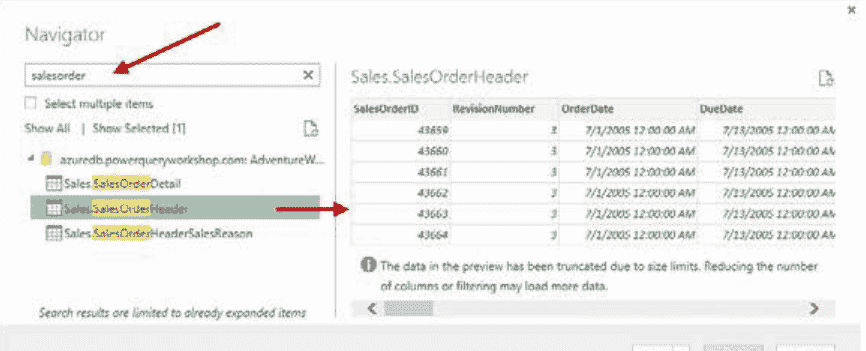 Navigator
salesorder
Select multiple items
Show All | Show Selected [1]
azuredb.powerqueryworkshop.com: AdventureW...
Sales.SalesOrderDetail
Sales.SalesOrderHeader
Sales.SalesOrderHeaderSalesReason
Search results are limited to already expanded items
Sales.SalesOrderHeader
SalesOrderID RevisionNumber OrderDate DueDate
43659 3 7/1/2005 12:00:00 AM 7/13/2005 12:00:00 AM
43660 3 7/1/2005 12:00:00 AM 7/13/2005 12:00:00 AM
43661 3 7/1/2005 12:00:00 AM 7/13/2005 12:00:00 AM
43662 3 7/1/2005 12:00:00 AM 7/13/2005 12:00:00 AM
43663 3 7/1/2005 12:00:00 AM 7/13/2005 12:00:00 AM
43664 3 7/1/2005 12:00:00 AM 7/13/2005 12:00:00 AM
The data in the preview has been truncated due to size limits. Reducing the number
of columns or filtering may load more data.